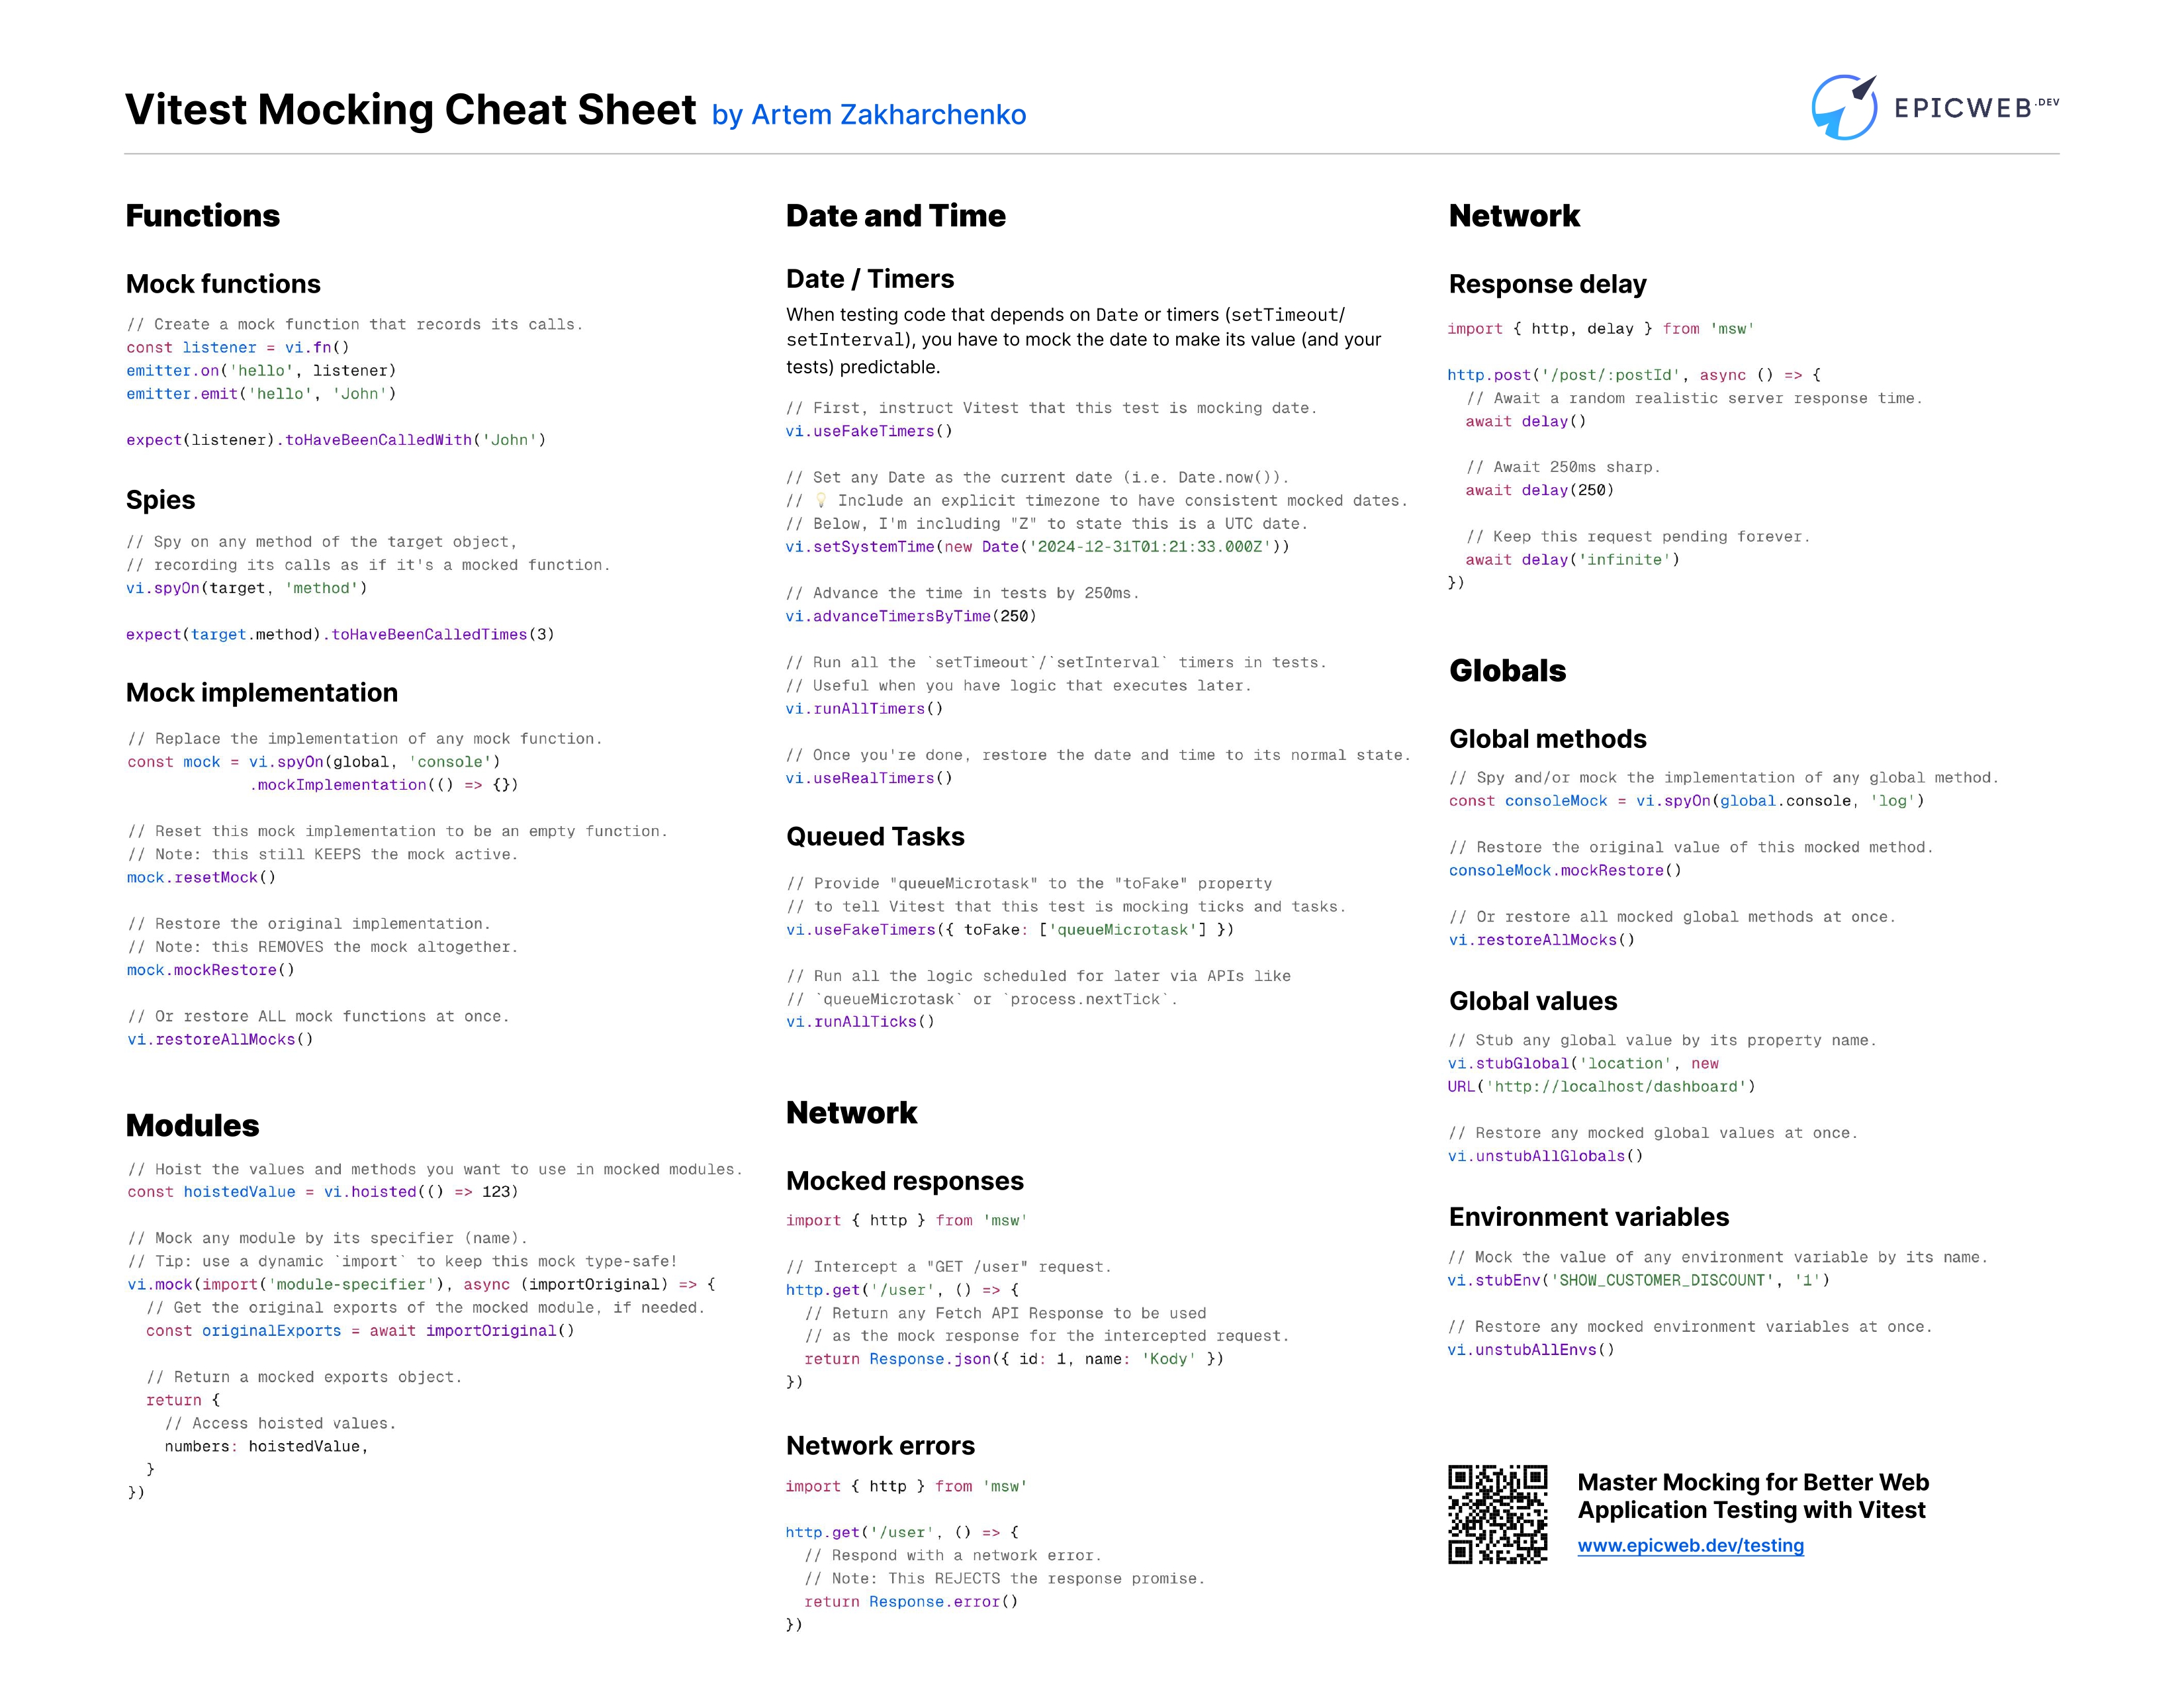 Vitest Mocking Cheat Sheet by Artem Zakharchenko
EPICWEB.DEV
Functions
Mock functions
// Create a mock function that records its calls.
const listener = vi.fn()
emitter.on('hello', listener)
emitter.emit('hello', 'John')
expect(listener).toHaveBeenCalledWith('John')
Spies
// Spy on any method of the target object,
// recording its calls as if it's a mocked function.
vi.spyOn(target, 'method')
expect(target.method).toHaveBeenCalledTimes(3)
Mock implementation
// Replace the implementation of any mock function.
const mock = vi.spyOn(global, 'console')
.mockImplementation(() => {})
// Reset this mock implementation to be an empty function.
// Note: this still KEEPS the mock active.
mock.resetMock()
// Restore the original implementation.
// Note: this REMOVES the mock altogether.
mock.mockRestore()
// Or restore ALL mock functions at once.
vi.restoreAllMocks()
Modules
// Hoist the values and methods you want to use in mocked modules.
const hoistedValue = vi.hoisted(() => 123)
// Mock any module by its specifier (name).
// Tip: use a dynamic `import` to keep this mock type-safe!
vi.mock(import('module-specifier'), async (importOriginal) => {
// Get the original exports of the mocked module, if needed.
const originalExports = await importOriginal()
// Return a mocked exports object.
return {
// Access hoisted values.
numbers: hoistedValue,
}
})
Date and Time
Date / Timers
When testing code that depends on Date or timers (setTimeout/
setInterval), you have to mock the date to make its value (and your
tests) predictable.
// First, instruct Vitest that this test is mocking date.
vi.useFakeTimers()
// Set any Date as the current date (i.e. Date.now()).
// 💡 Include an explicit timezone to have consistent mocked dates.
// Below, I'm including "Z" to state this is a UTC date.
vi.setSystemTime(new Date('2024-12-31T01:21:33.000Z'))
// Advance the time in tests by 250ms.
vi.advanceTimersByTime(250)
// Run all the `setTimeout`/`setInterval` timers in tests.
// Useful when you have logic that executes later.
vi.runAllTimers()
// Once you're done, restore the date and time to its normal state.
vi.useRealTimers()
Queued Tasks
// Provide "queueMicrotask" to the "toFake" property
// to tell Vitest that this test is mocking ticks and tasks.
vi.useFakeTimers({ toFake: ['queueMicrotask'] })
// Run all the logic scheduled for later via APIs like
// `queueMicrotask` or `process.nextTick`.
vi.runAllTicks()
Network
Mocked responses
import { http } from 'msw'
// Intercept a "GET /user" request.
http.get('/user', () => {
// Return any Fetch API Response to be used
// as the mock response for the intercepted request.
return Response.json({ id: 1, name: 'Kody' })
})
Network errors
import { http } from 'msw'
http.get('/user', () => {
// Respond with a network error.
// Note: This REJECTS the response promise.
return Response.error()
})
Network
Response delay
import { http, delay } from 'msw'
http.post('/post/:postId', async () => {
// Await a random realistic server response time.
await delay()
// Await 250ms sharp.
await delay(250)
// Keep this request pending forever.
await delay('infinite')
})
Globals
Global methods
// Spy and/or mock the implementation of any global method.
const consoleMock = vi.spyOn(global.console, 'log')
// Restore the original value of this mocked method.
consoleMock.mockRestore()
// Or restore all mocked global methods at once.
vi.restoreAllMocks()
Global values
// Stub any global value by its property name.
vi.stubGlobal('location', new
URL('http://localhost/dashboard')
// Restore any mocked global values at once.
vi.unstubAllGlobals()
Environment variables
// Mock the value of any environment variable by its name.
vi.stubEnv('SHOW_CUSTOMER_DISCOUNT', '1')
// Restore any mocked environment variables at once.
vi.unstubAllEnvs()
Master Mocking for Better Web
Application Testing with Vitest
www.epicweb.dev/testing